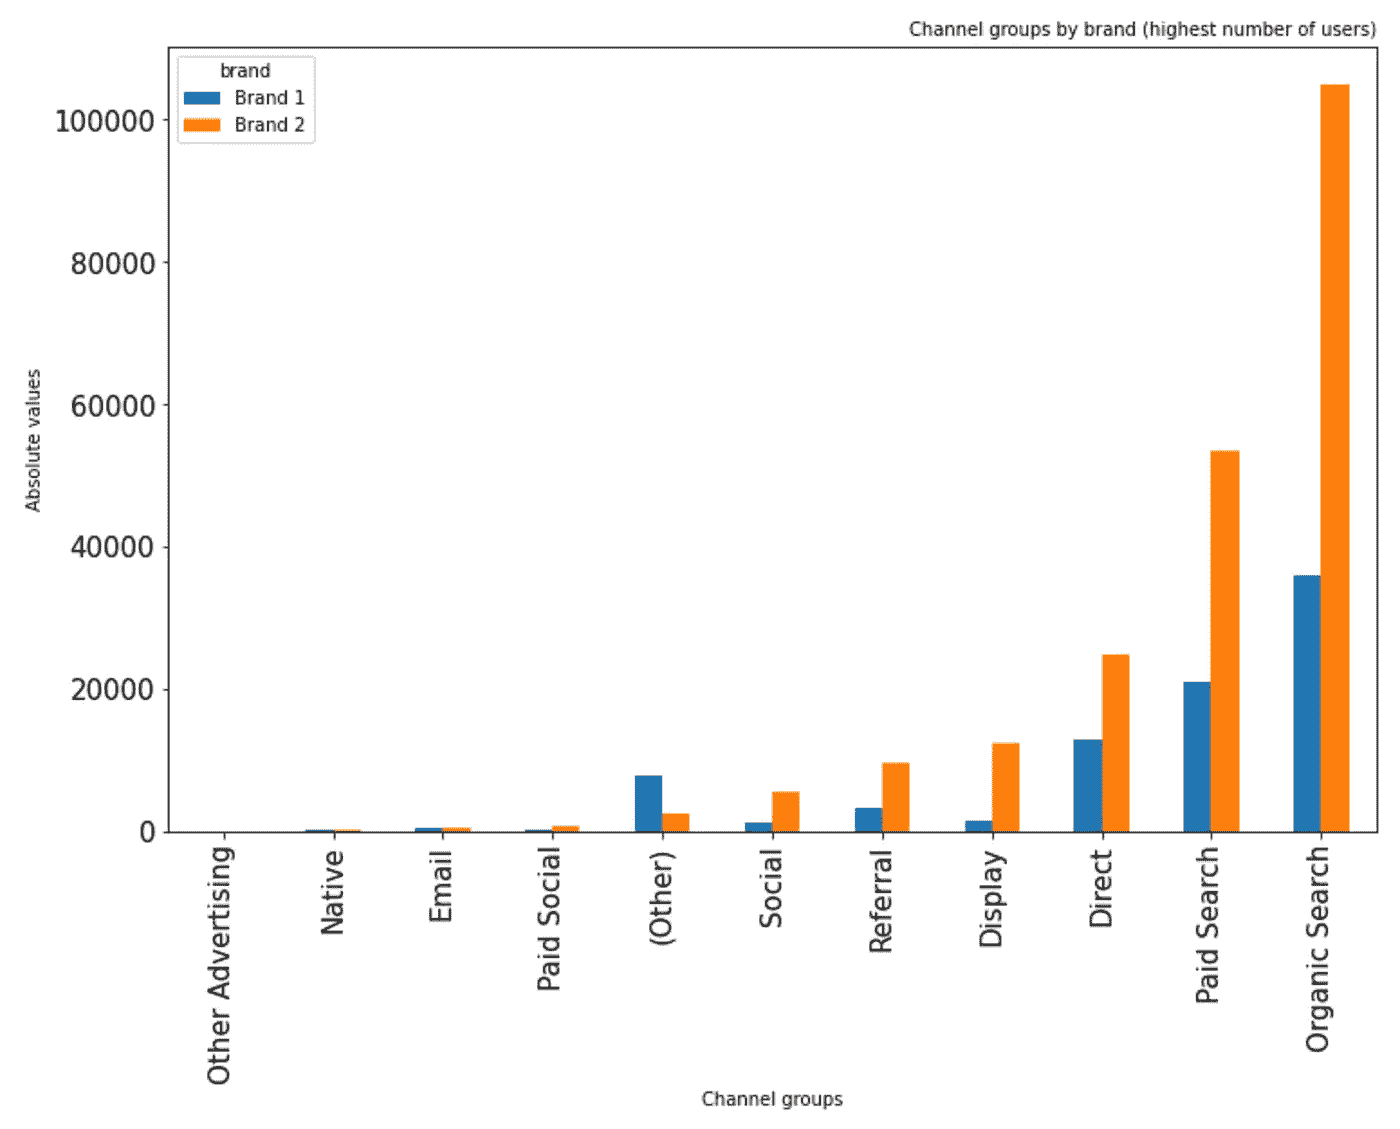 Channel groups by brand (highest number of users)
brand
Brand 1
Brand 2
100000
80000
60000
40000
20000
0
Absolute values
Other Advertising
Native
Email
Paid Social
(Other)
Social
Referral
Display
Direct
Paid Search
Organic Search
Channel groups